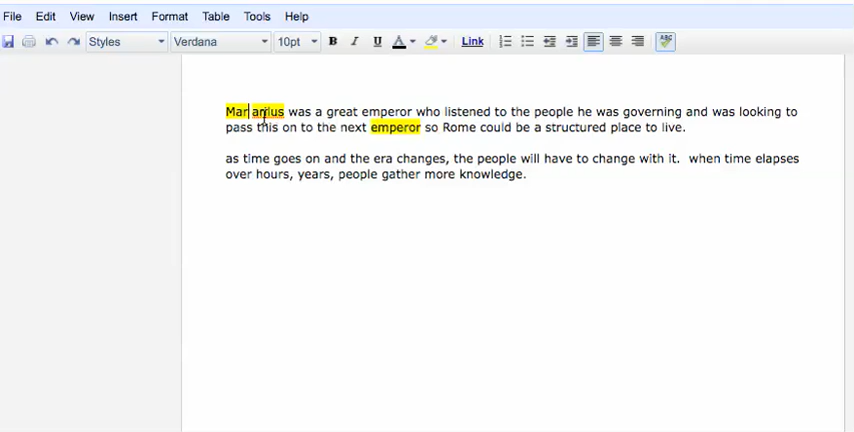 File Edit View Insert Format Table Tools Help
Styles Verdana 10pt B I U A Link ABC
Mar anlus was a great emperor who listened to the people he was governing and was looking to
pass this on to the next emperor so Rome could be a structured place to live.
as time goes on and the era changes, the people will have to change with it. when time elapses
over hours, years, people gather more knowledge.